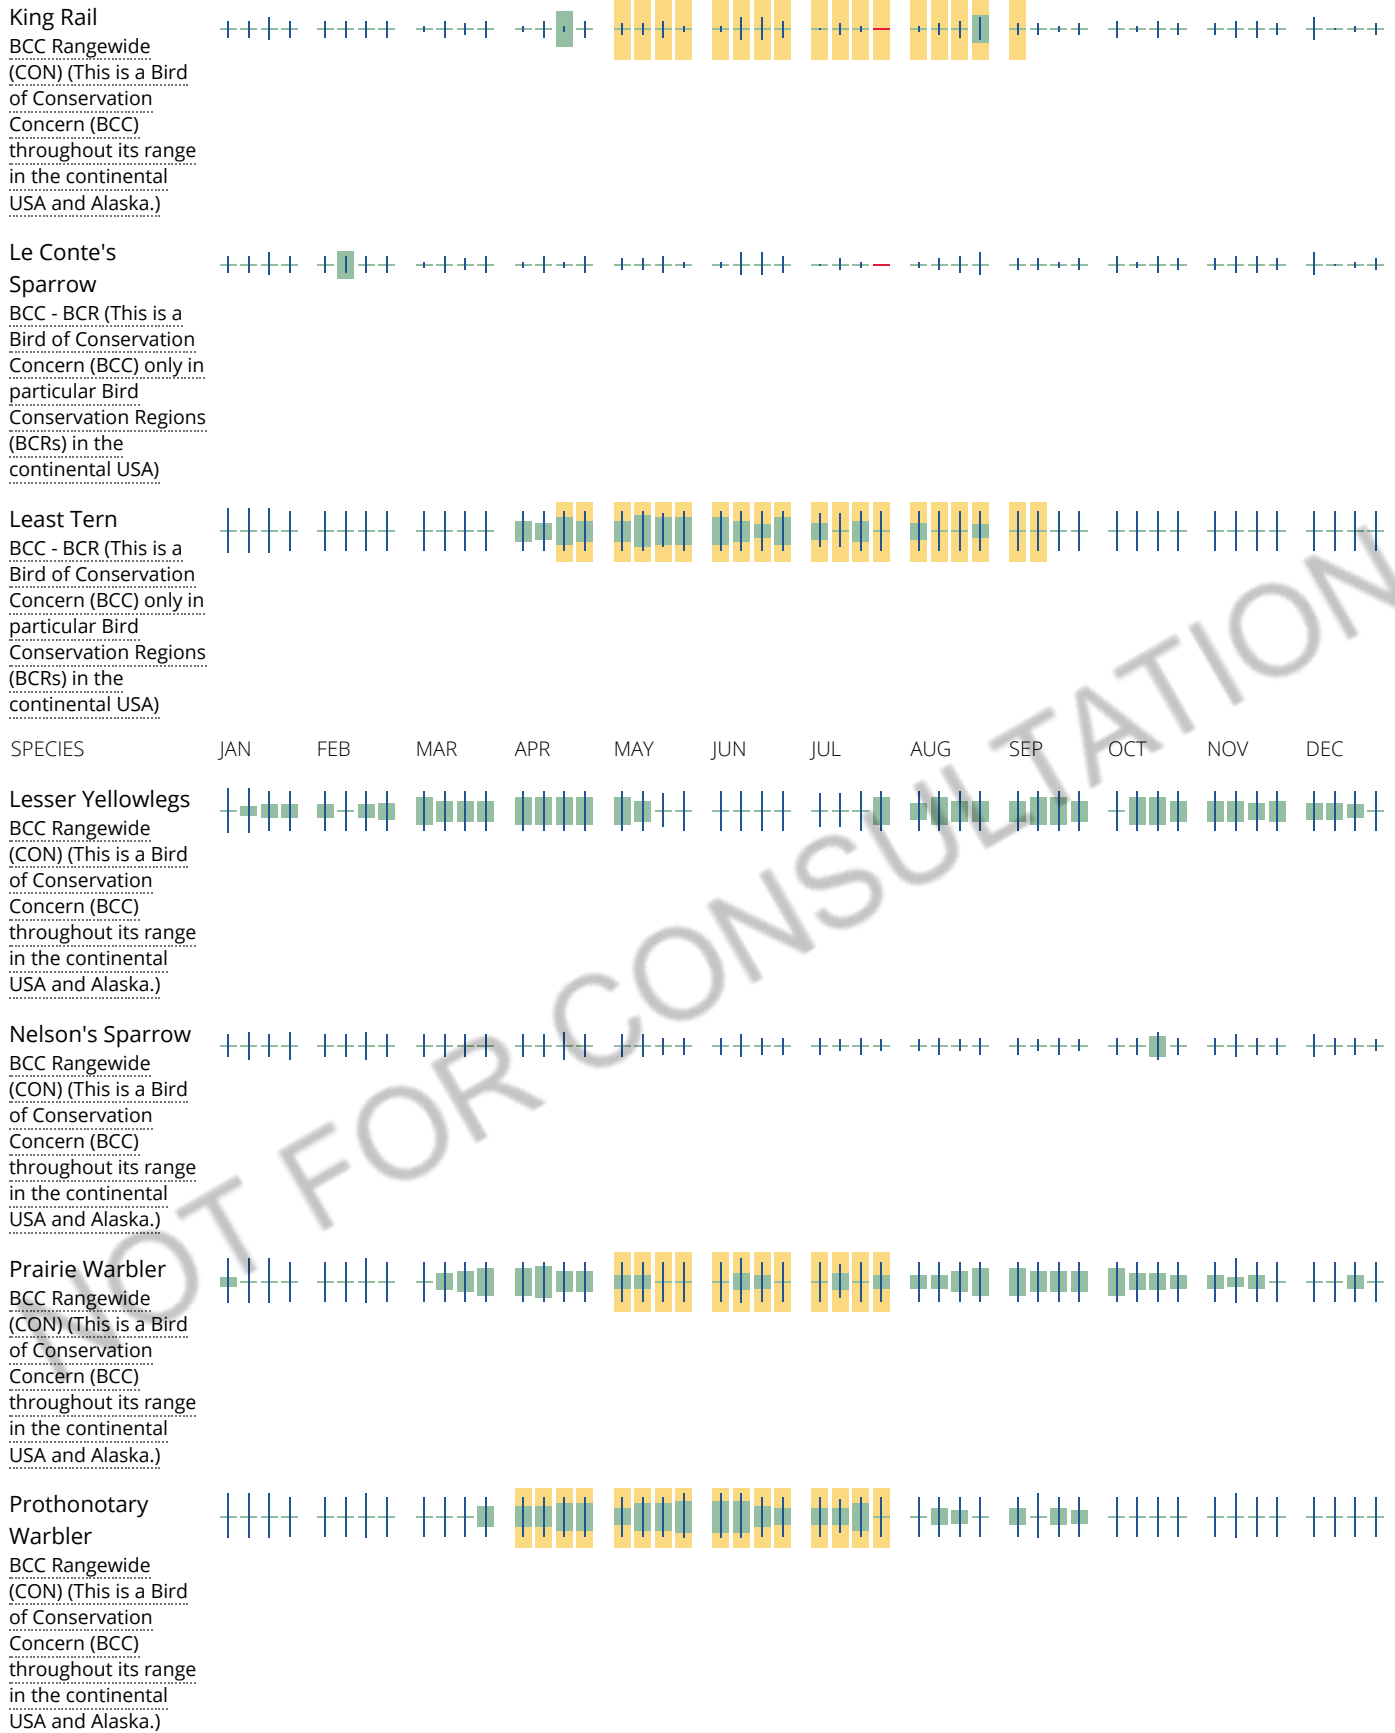 King Rail
BCC Rangewide
(CON) (This is a Bird
of Conservation
Concern (BCC)
throughout its range
in the continental
USA and Alaska.)
Le Conte's
Sparrow
BCC - BCR (This is a
Bird of Conservation
Concern (BCC) only in
particular Bird
Conservation Regions
(BCRs) in the
continental USA)
Least Tern
BCC - BCR (This is a
Bird of Conservation
Concern (BCC) only in
particular Bird
Conservation Regions
(BCRs) in the
continental USA)
SPECIES JAN FEB MAR APR MAY JUN JUL AUG SEP OCT NOV DEC
Lesser Yellowlegs
BCC Rangewide
(CON) (This is a Bird
of Conservation
Concern (BCC)
throughout its range
in the continental
USA and Alaska.)
Nelson's Sparrow
BCC Rangewide
(CON) (This is a Bird
of Conservation
Concern (BCC)
throughout its range
in the continental
USA and Alaska.)
Prairie Warbler
BCC Rangewide
(CON) (This is a Bird
of Conservation
Concern (BCC)
throughout its range
in the continental
USA and Alaska.)
Prothonotary
Warbler
BCC Rangewide
(CON) (This is a Bird
of Conservation
Concern (BCC)
throughout its range
in the continental
USA and Alaska.)
NOT FOR CONSULTATION